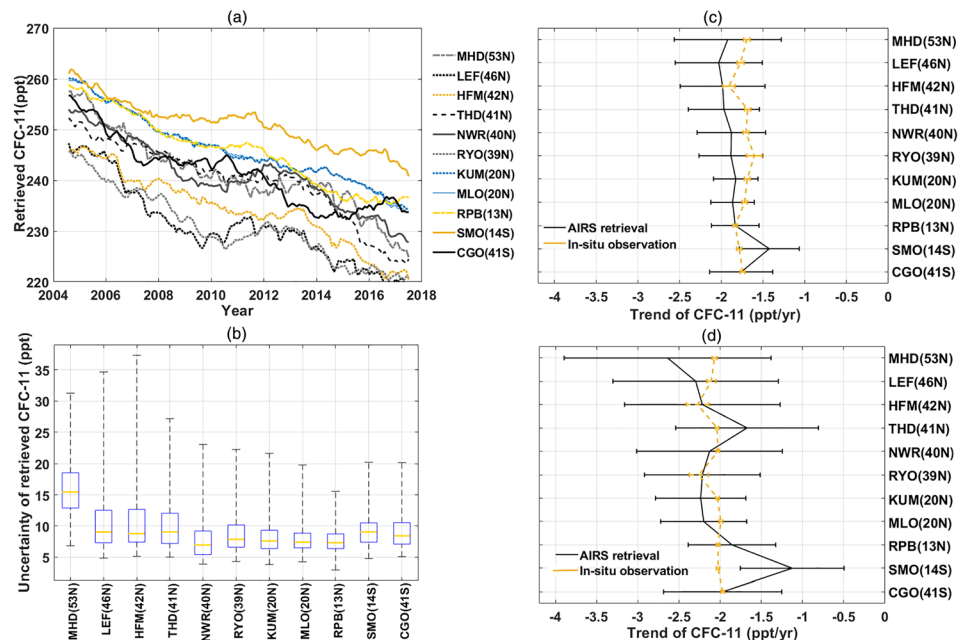 (a)
270
260
250
240
230
220
Retrieved CFC-11(ppt)
2004 2006 2008 2010 2012 2014 2016 2018
Year
MHD(53N)
LEF(46N)
HFM(42N)
THD(41N)
NWR(40N)
RYO(39N)
KUM(20N)
MLO(20N)
RPB(13N)
SMO(14S)
CGO(41S)
(b)
35
30
25
20
15
10
5
Uncertainty of retrieved CFC-11 (ppt)
MHD(53N)
LEF(46N)
HFM(42N)
THD(41N)
NWR(40N)
RYO(39N)
KUM(20N)
MLO(20N)
RPB(13N)
SMO(14S)
CGO(41S)
(c)
MHD(53N)
LEF(46N)
HFM(42N)
THD(41N)
NWR(40N)
RYO(39N)
KUM(20N)
MLO(20N)
RPB(13N)
SMO(14S)
CGO(41S)
AIRS retrieval
In-situ observation
-4 -3.5 -3 -2.5 -2 -1.5 -1 -0.5 0
Trend of CFC-11 (ppt/yr)
(d)
MHD(53N)
LEF(46N)
HFM(42N)
THD(41N)
NWR(40N)
RYO(39N)
KUM(20N)
MLO(20N)
RPB(13N)
SMO(14S)
CGO(41S)
AIRS retrieval
In-situ observation
-4 -3.5 -3 -2.5 -2 -1.5 -1 -0.5 0
Trend of CFC-11 (ppt/yr)